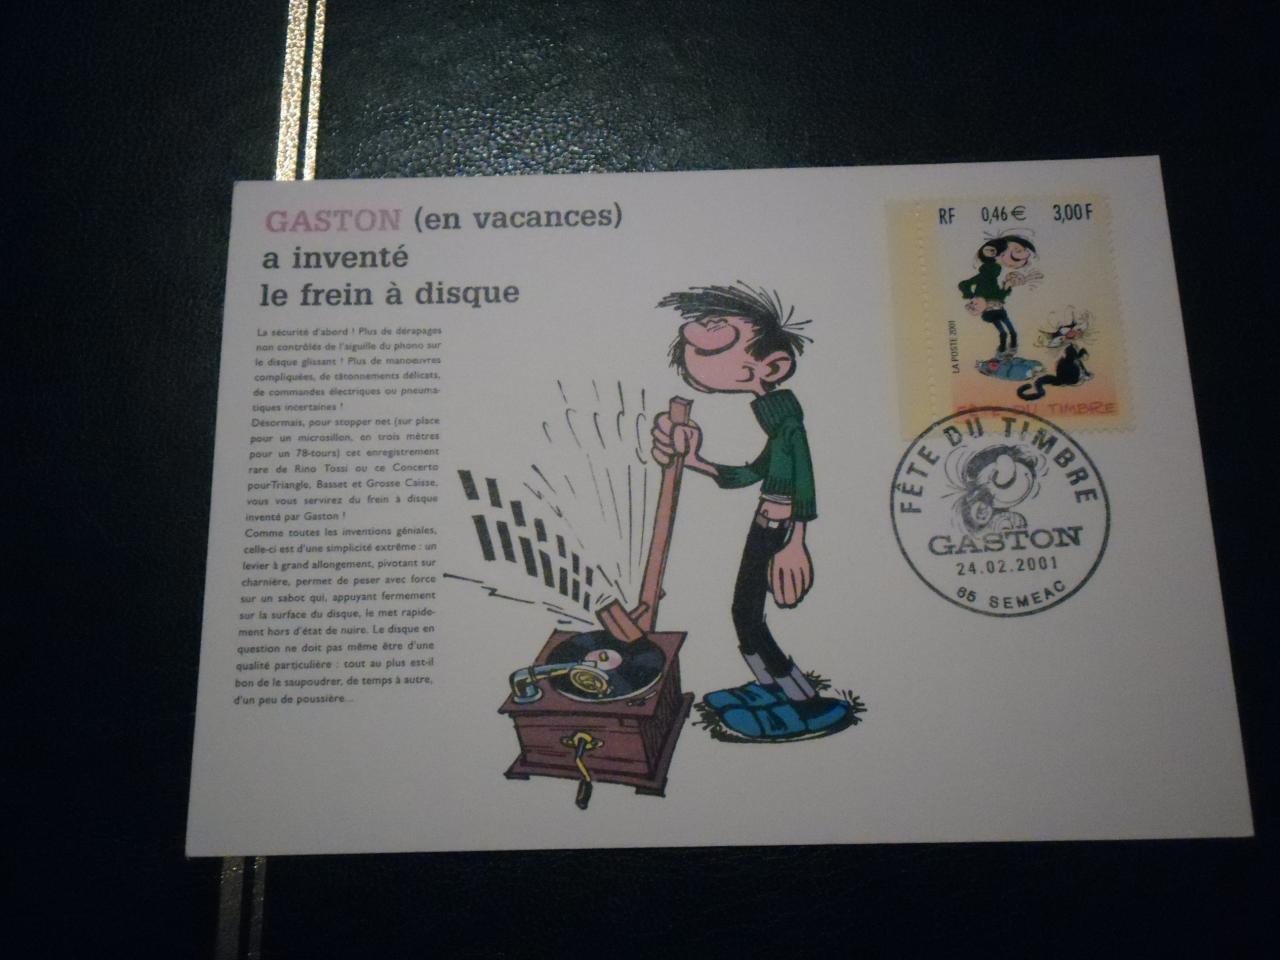 GASTON (en vacances)
a inventé
le frein à disque
La sécurité d'abord ! Plus de dérapages
non contrôlés de l'aiguille du phono sur
le disque glissant ! Plus de manœuvres
compliquées, de tâtonnements délicats,
de commandes électriques ou pneuma-
tiques incertaines !
Désormais, pour stopper net (sur place
pour un microsillon, en trois mètres
pour un 78-tours) cet enregistrement
rare de Rino Tossi ou ce Concerto
pourTriangle, Basset et Grosse Caisse,
vous vous servirez du frein à disque
inventé par Gaston !
Comme toutes les inventions géniales,
celle-ci est d'une simplicité extrême : un
levier à grand allongement, pivotant sur
charnière, permet de peser avec force
sur un sabot qui, appuyant fermement
sur la surface du disque, le met rapide-
ment hors d'état de nuire. Le disque en
question ne doit pas même être d'une
qualité particulière : tout au plus est-il
bon de le saupoudrer, de temps à autre,
d'un peu de poussière...
RF 0,46 € 3,00 F
LA POSTE 2001
FÊTE DU TIMBRE
FÊTE DU TIMBRE
GASTON
24.02.2001
65 SEMEAC